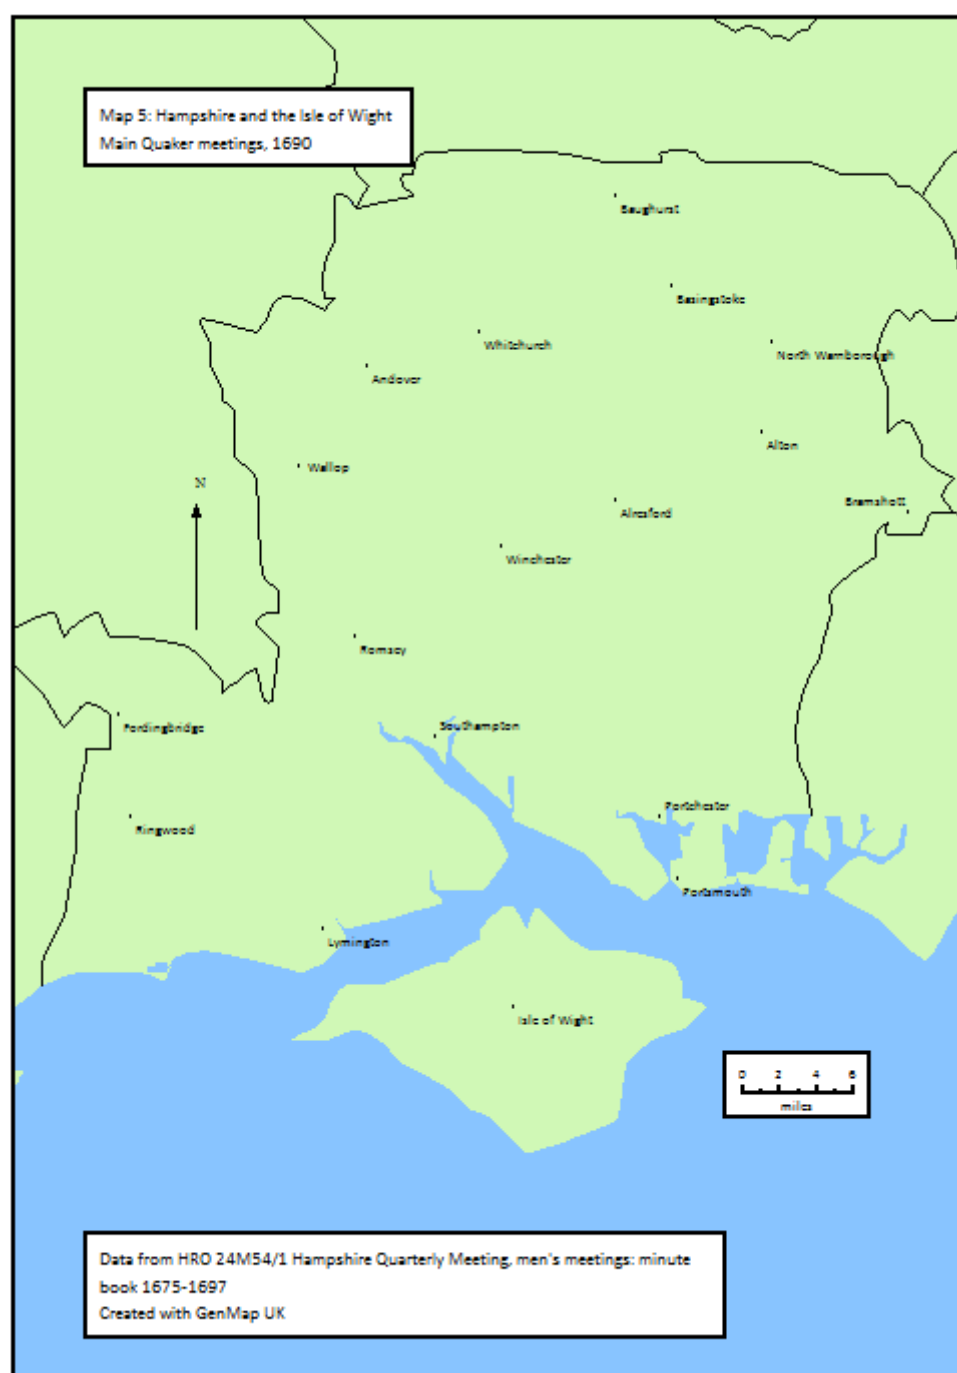 Map 5: Hampshire and the Isle of Wight
Main Quaker meetings, 1690
Baughurst
Basingstoke
Whitchurch
North Warnborough
Andover
Alton
Wallop
N
Bramshott
Alresford
Winchester
Romsey
Fordingbridge
Southampton
Portchester
Ringwood
Portsmouth
Lymington
Isle of Wight
0 2 4 6
miles
Data from HRO 24M54/1 Hampshire Quarterly Meeting, men's meetings: minute
book 1675-1697
Created with GenMap UK